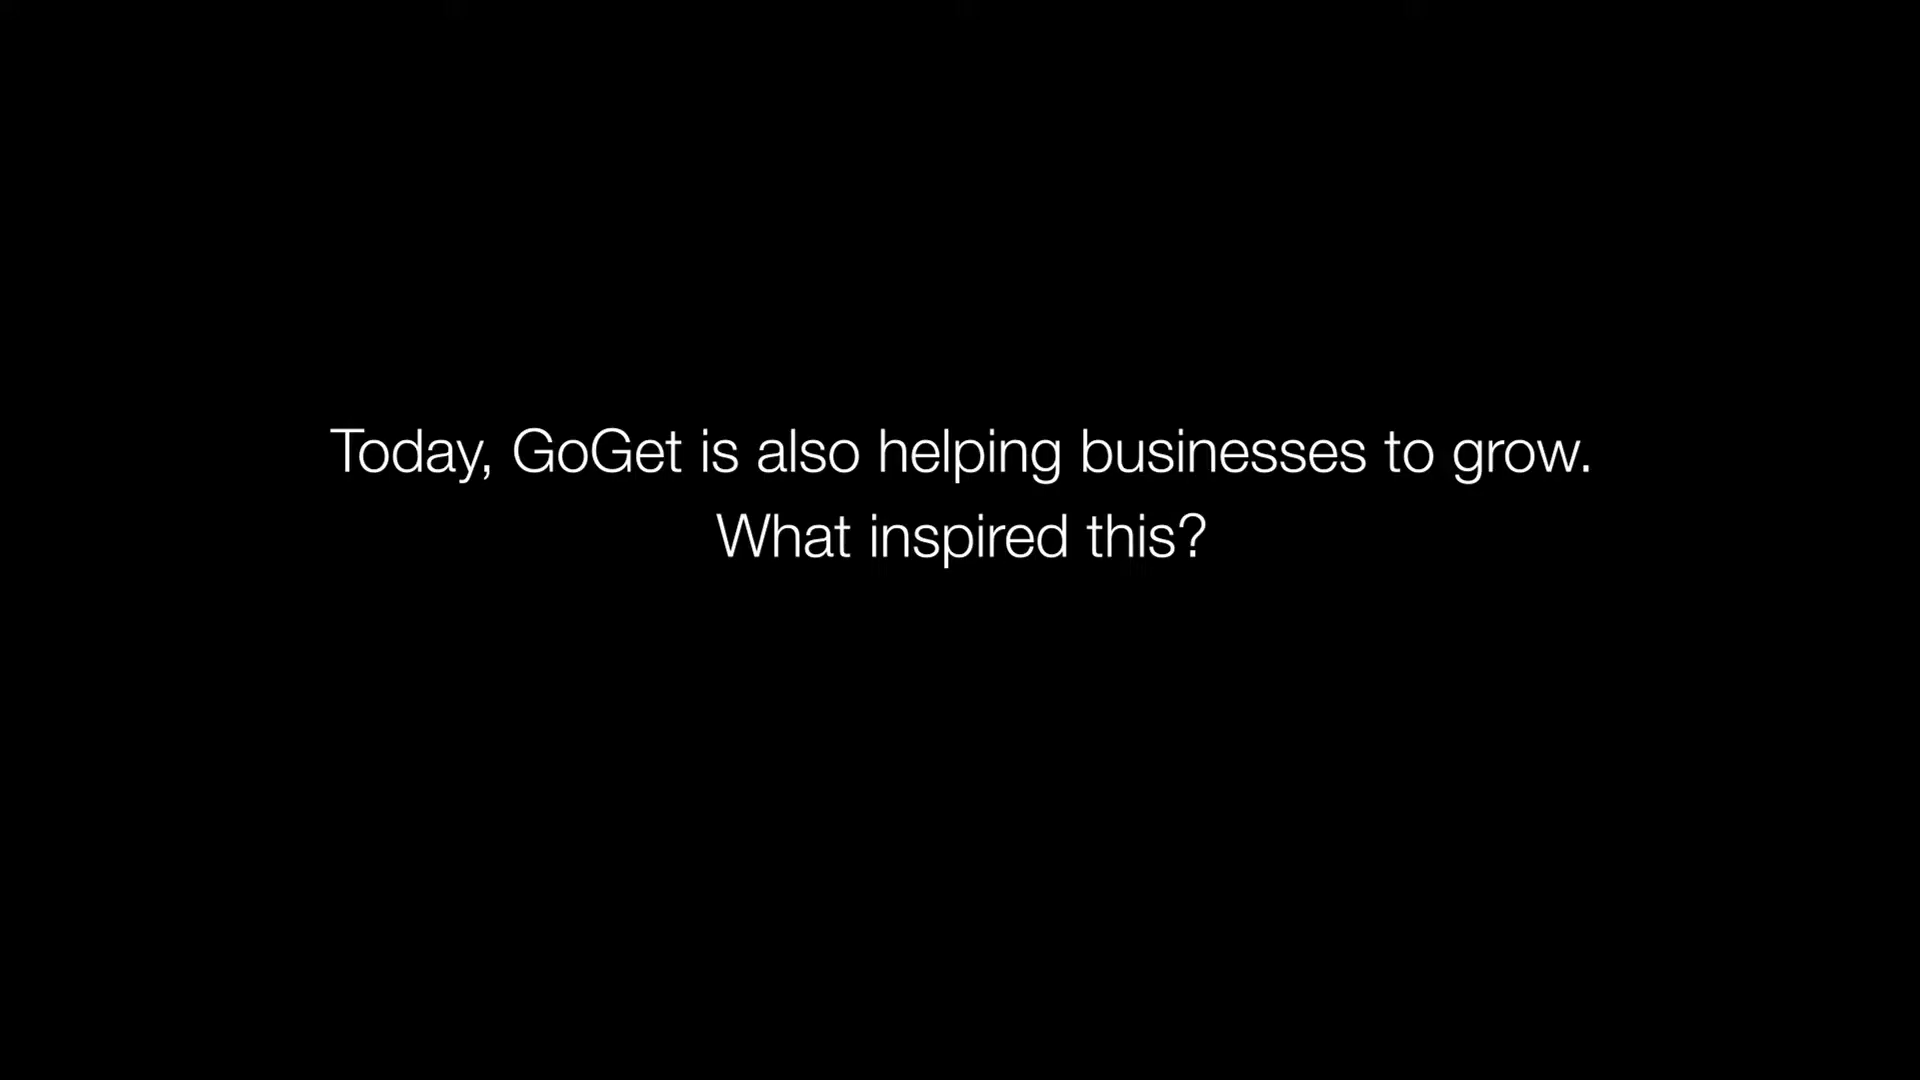 Today, GoGet is also helping businesses to grow.
What inspired this?